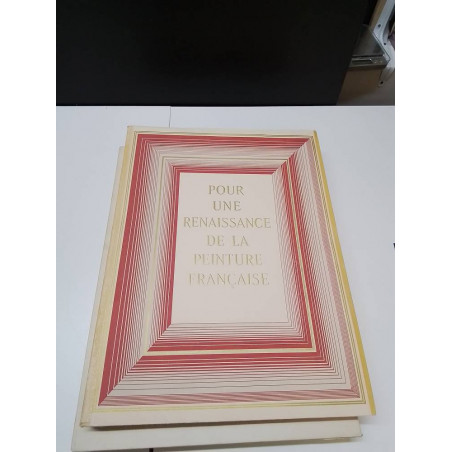 POUR
UNE
RENAISSANCE
DE LA
PEINTURE
FRANÇAISE